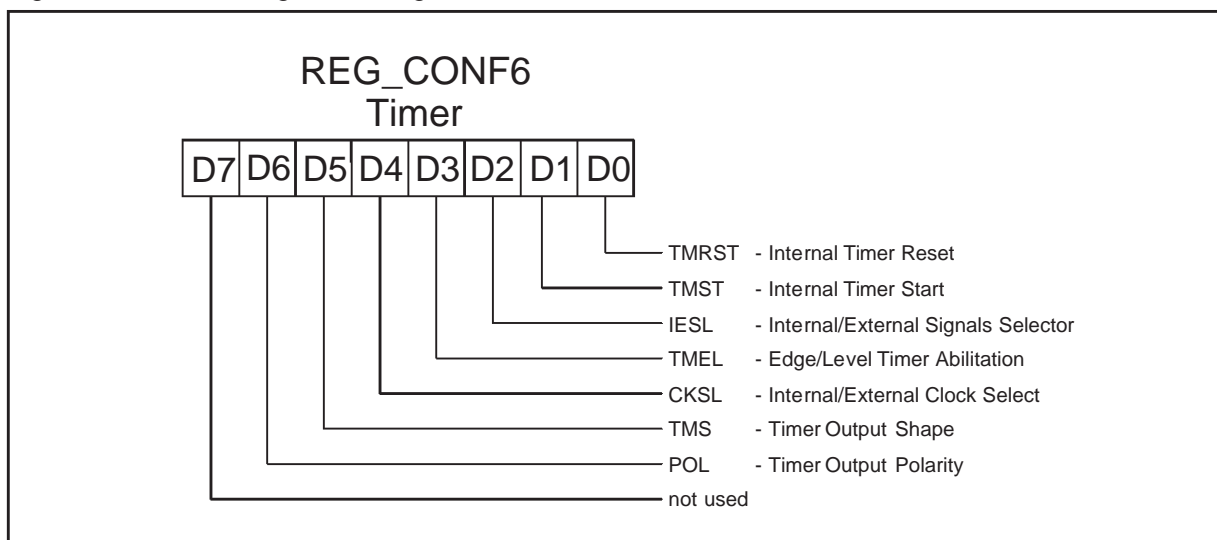 REG_CONF6
Timer
D7 D6 D5 D4 D3 D2 D1 D0
TMRST - Internal Timer Reset
TMST - Internal Timer Start
IESL - Internal/External Signals Selector
TMEL - Edge/Level Timer Abilitation
CKSL - Internal/External Clock Select
TMS - Timer Output Shape
POL - Timer Output Polarity
not used